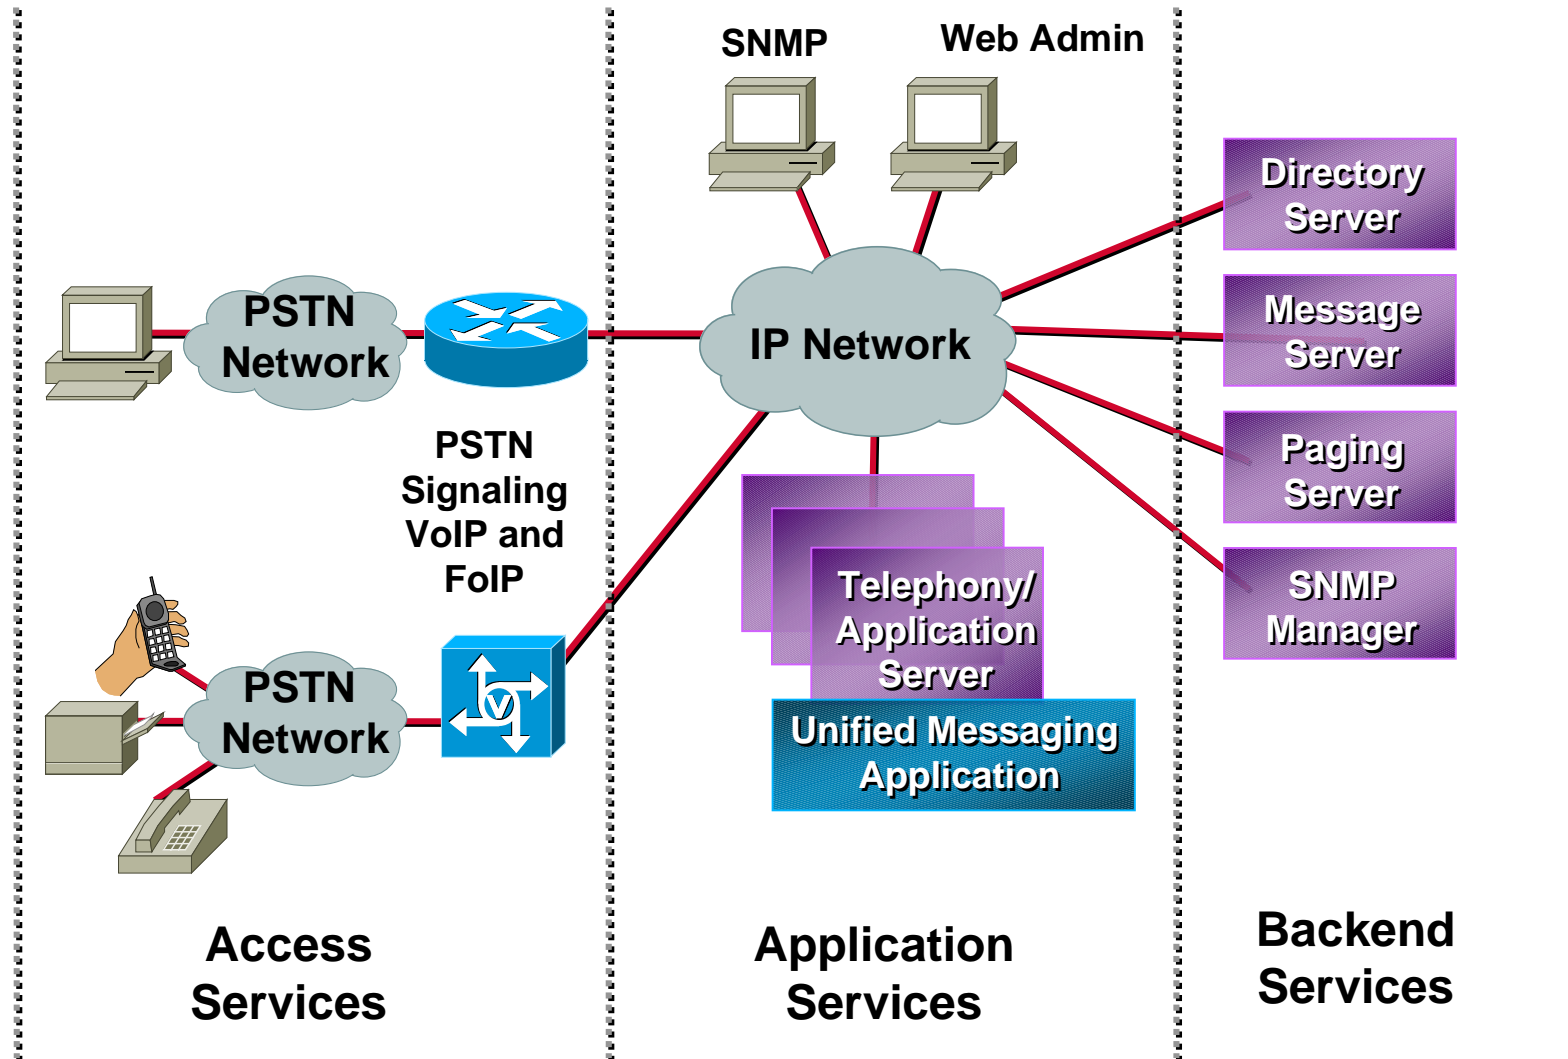 SNMP
Web Admin
PSTN
Network
IP Network
PSTN
Signaling
VoIP and
FoIP
PSTN
Network
V
Telephony/
Application
Server
Unified Messaging
Application
Directory
Server
Message
Server
Paging
Server
SNMP
Manager
Access
Services
Application
Services
Backend
Services